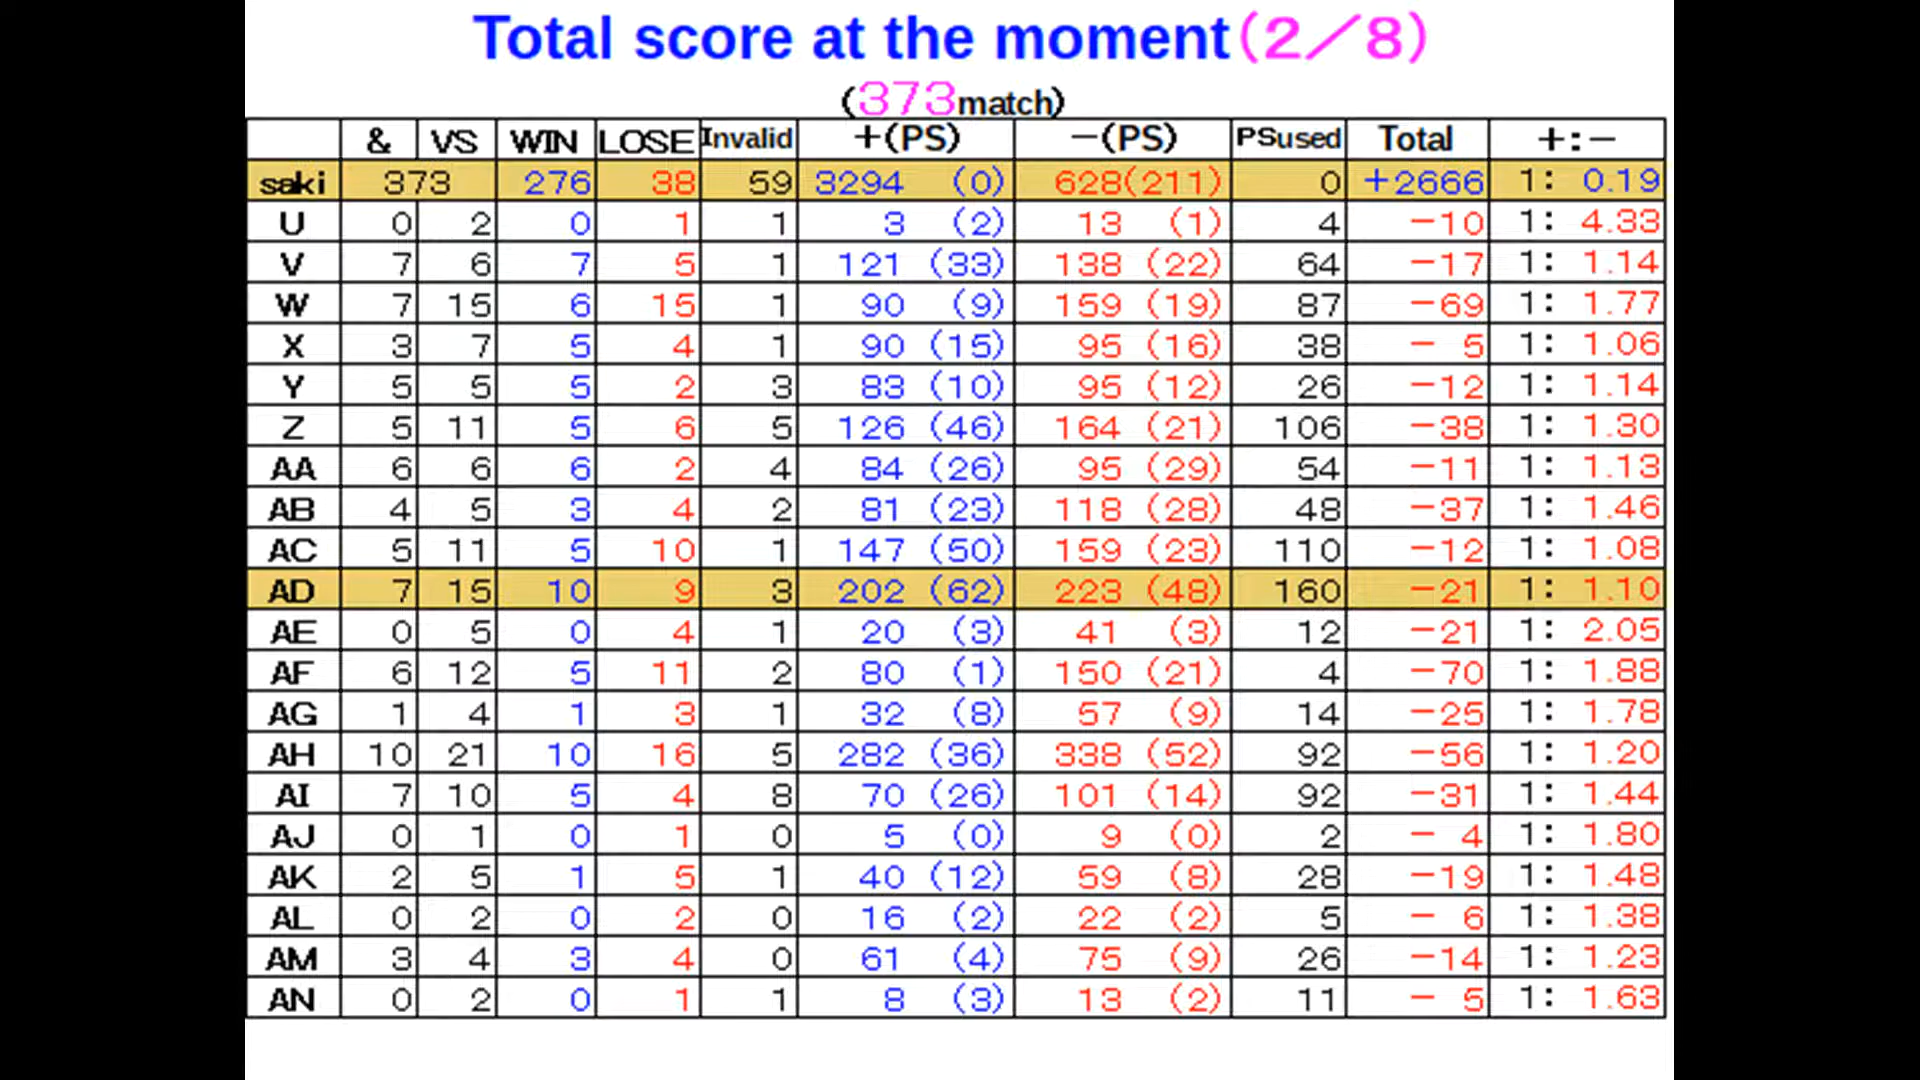 Total score at the moment(2／8)
(373match)
& VS WIN LOSE Invalid +(PS) −(PS) PSused Total +:−
saki 373 276 38 59 3294 (0) 628(211) 0 +2666 1: 0.19
U 0 2 0 1 1 3 (2) 13 (1) 4 −10 1: 4.33
V 7 6 7 5 1 121 (33) 138 (22) 64 −17 1: 1.14
W 7 15 6 15 1 90 (9) 159 (19) 87 −69 1: 1.77
X 3 7 5 4 1 90 (15) 95 (16) 38 − 5 1: 1.06
Y 5 5 5 2 3 83 (10) 95 (12) 26 −12 1: 1.14
Z 5 11 5 6 5 126 (46) 164 (21) 106 −38 1: 1.30
AA 6 6 6 2 4 84 (26) 95 (29) 54 −11 1: 1.13
AB 4 5 3 4 2 81 (23) 118 (28) 48 −37 1: 1.46
AC 5 11 5 10 1 147 (50) 159 (23) 110 −12 1: 1.08
AD 7 15 10 9 3 202 (62) 223 (48) 160 −21 1: 1.10
AE 0 5 0 4 1 20 (3) 41 (3) 12 −21 1: 2.05
AF 6 12 5 11 2 80 (1) 150 (21) 4 −70 1: 1.88
AG 1 4 1 3 1 32 (8) 57 (9) 14 −25 1: 1.78
AH 10 21 10 16 5 282 (36) 338 (52) 92 −56 1: 1.20
AI 7 10 5 4 8 70 (26) 101 (14) 92 −31 1: 1.44
AJ 0 1 0 1 0 5 (0) 9 (0) 2 − 4 1: 1.80
AK 2 5 1 5 1 40 (12) 59 (8) 28 −19 1: 1.48
AL 0 2 0 2 0 16 (2) 22 (2) 5 − 6 1: 1.38
AM 3 4 3 4 0 61 (4) 75 (9) 26 −14 1: 1.23
AN 0 2 0 1 1 8 (3) 13 (2) 11 − 5 1: 1.63